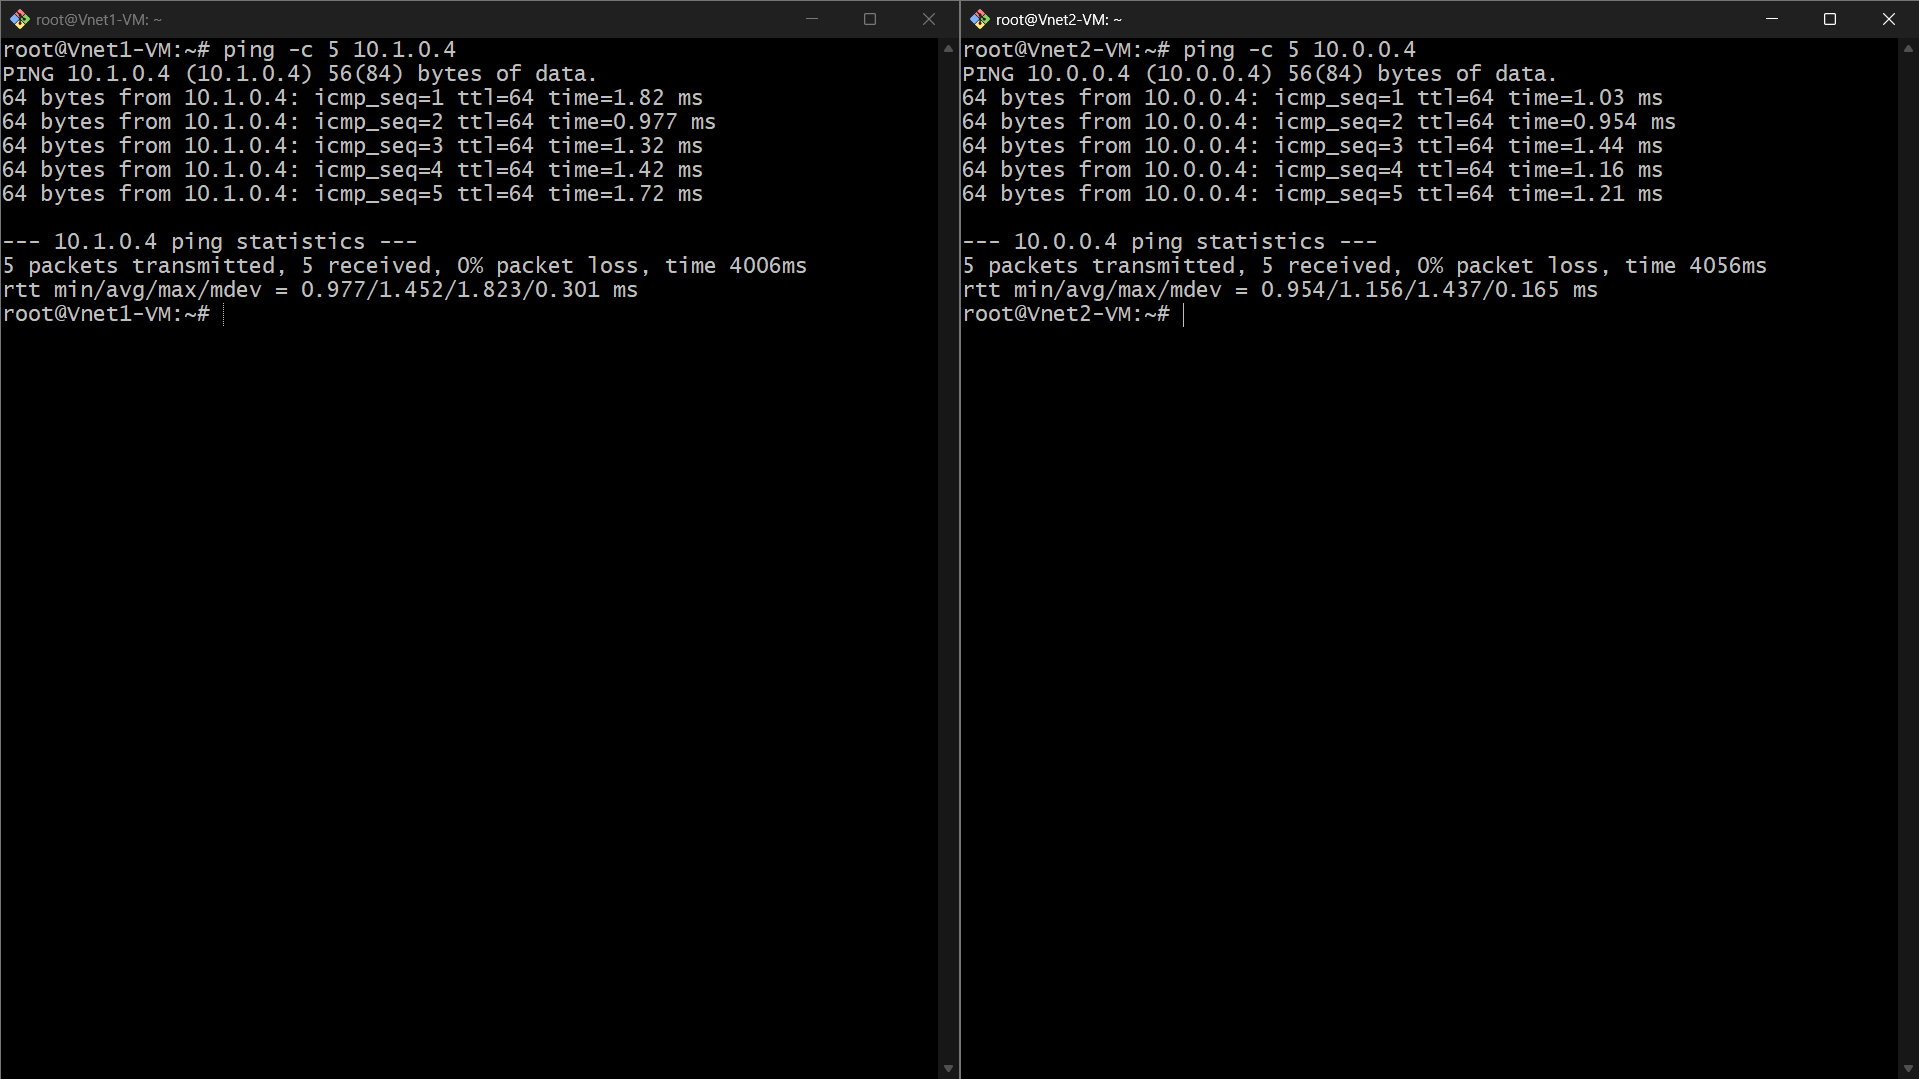 root@Vnet1-VM: ~
root@Vnet1-VM:~# ping -c 5 10.1.0.4
PING 10.1.0.4 (10.1.0.4) 56(84) bytes of data.
64 bytes from 10.1.0.4: icmp_seq=1 ttl=64 time=1.82 ms
64 bytes from 10.1.0.4: icmp_seq=2 ttl=64 time=0.977 ms
64 bytes from 10.1.0.4: icmp_seq=3 ttl=64 time=1.32 ms
64 bytes from 10.1.0.4: icmp_seq=4 ttl=64 time=1.42 ms
64 bytes from 10.1.0.4: icmp_seq=5 ttl=64 time=1.72 ms
--- 10.1.0.4 ping statistics ---
5 packets transmitted, 5 received, 0% packet loss, time 4006ms
rtt min/avg/max/mdev = 0.977/1.452/1.823/0.301 ms
root@Vnet1-VM:~#
root@Vnet2-VM: ~
root@Vnet2-VM:~# ping -c 5 10.0.0.4
PING 10.0.0.4 (10.0.0.4) 56(84) bytes of data.
64 bytes from 10.0.0.4: icmp_seq=1 ttl=64 time=1.03 ms
64 bytes from 10.0.0.4: icmp_seq=2 ttl=64 time=0.954 ms
64 bytes from 10.0.0.4: icmp_seq=3 ttl=64 time=1.44 ms
64 bytes from 10.0.0.4: icmp_seq=4 ttl=64 time=1.16 ms
64 bytes from 10.0.0.4: icmp_seq=5 ttl=64 time=1.21 ms
--- 10.0.0.4 ping statistics ---
5 packets transmitted, 5 received, 0% packet loss, time 4056ms
rtt min/avg/max/mdev = 0.954/1.156/1.437/0.165 ms
root@Vnet2-VM:~#